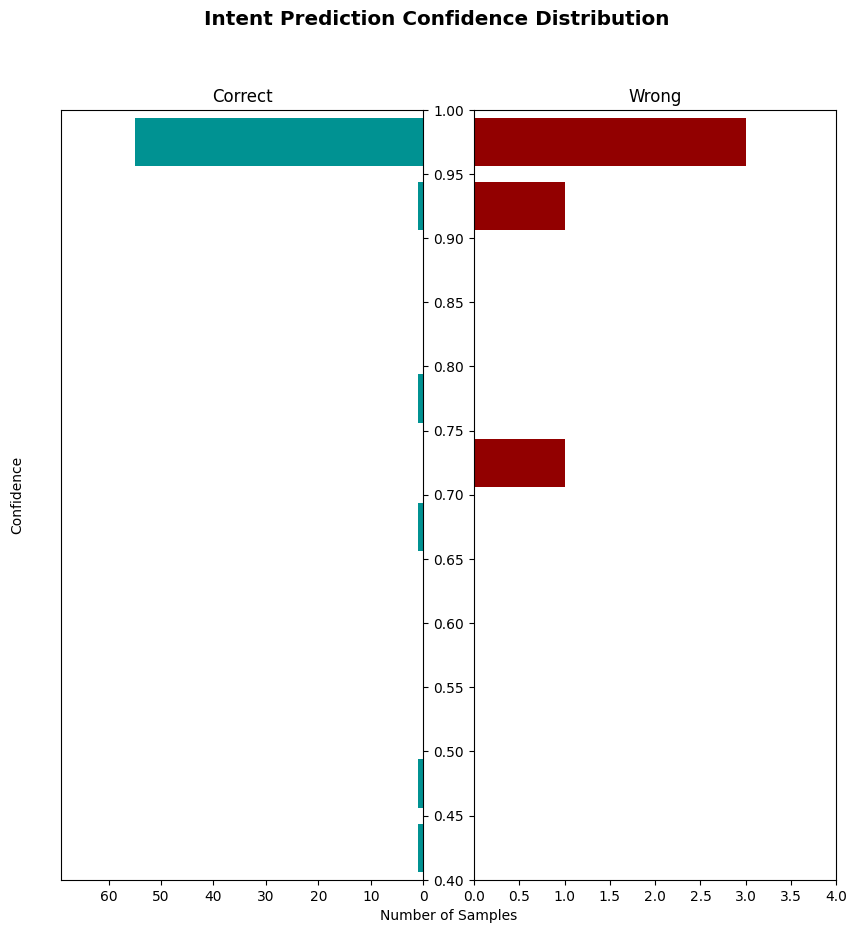 Intent Prediction Confidence Distribution
Correct
Wrong
1.00
0.95
0.90
0.85
0.80
0.75
0.70
0.65
0.60
0.55
0.50
0.45
0.40
Confidence
60 50 40 30 20 10 0
0.0 0.5 1.0 1.5 2.0 2.5 3.0 3.5 4.0
Number of Samples